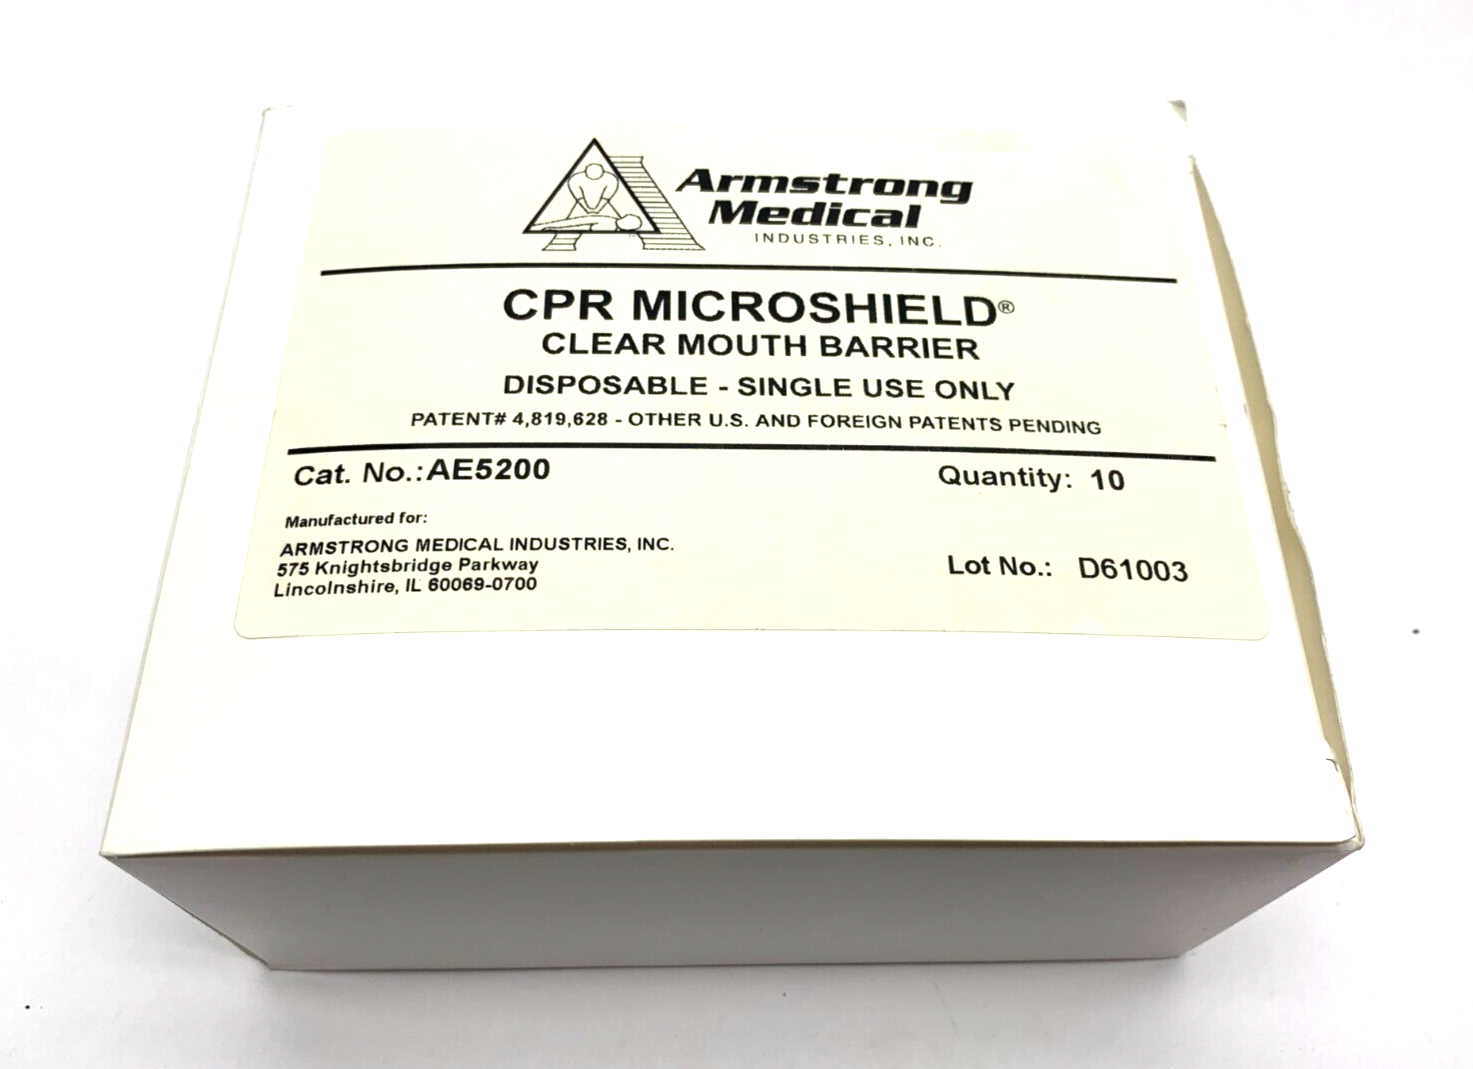 Armstrong
Medical
INDUSTRIES, INC.
CPR MICROSHIELD®
CLEAR MOUTH BARRIER
DISPOSABLE - SINGLE USE ONLY
PATENT# 4,819,628 - OTHER U.S. AND FOREIGN PATENTS PENDING
Cat. No.: AE5200 Quantity: 10
Manufactured for:
ARMSTRONG MEDICAL INDUSTRIES, INC.
575 Knightsbridge Parkway Lot No.: D61003
Lincolnshire, IL 60069-0700